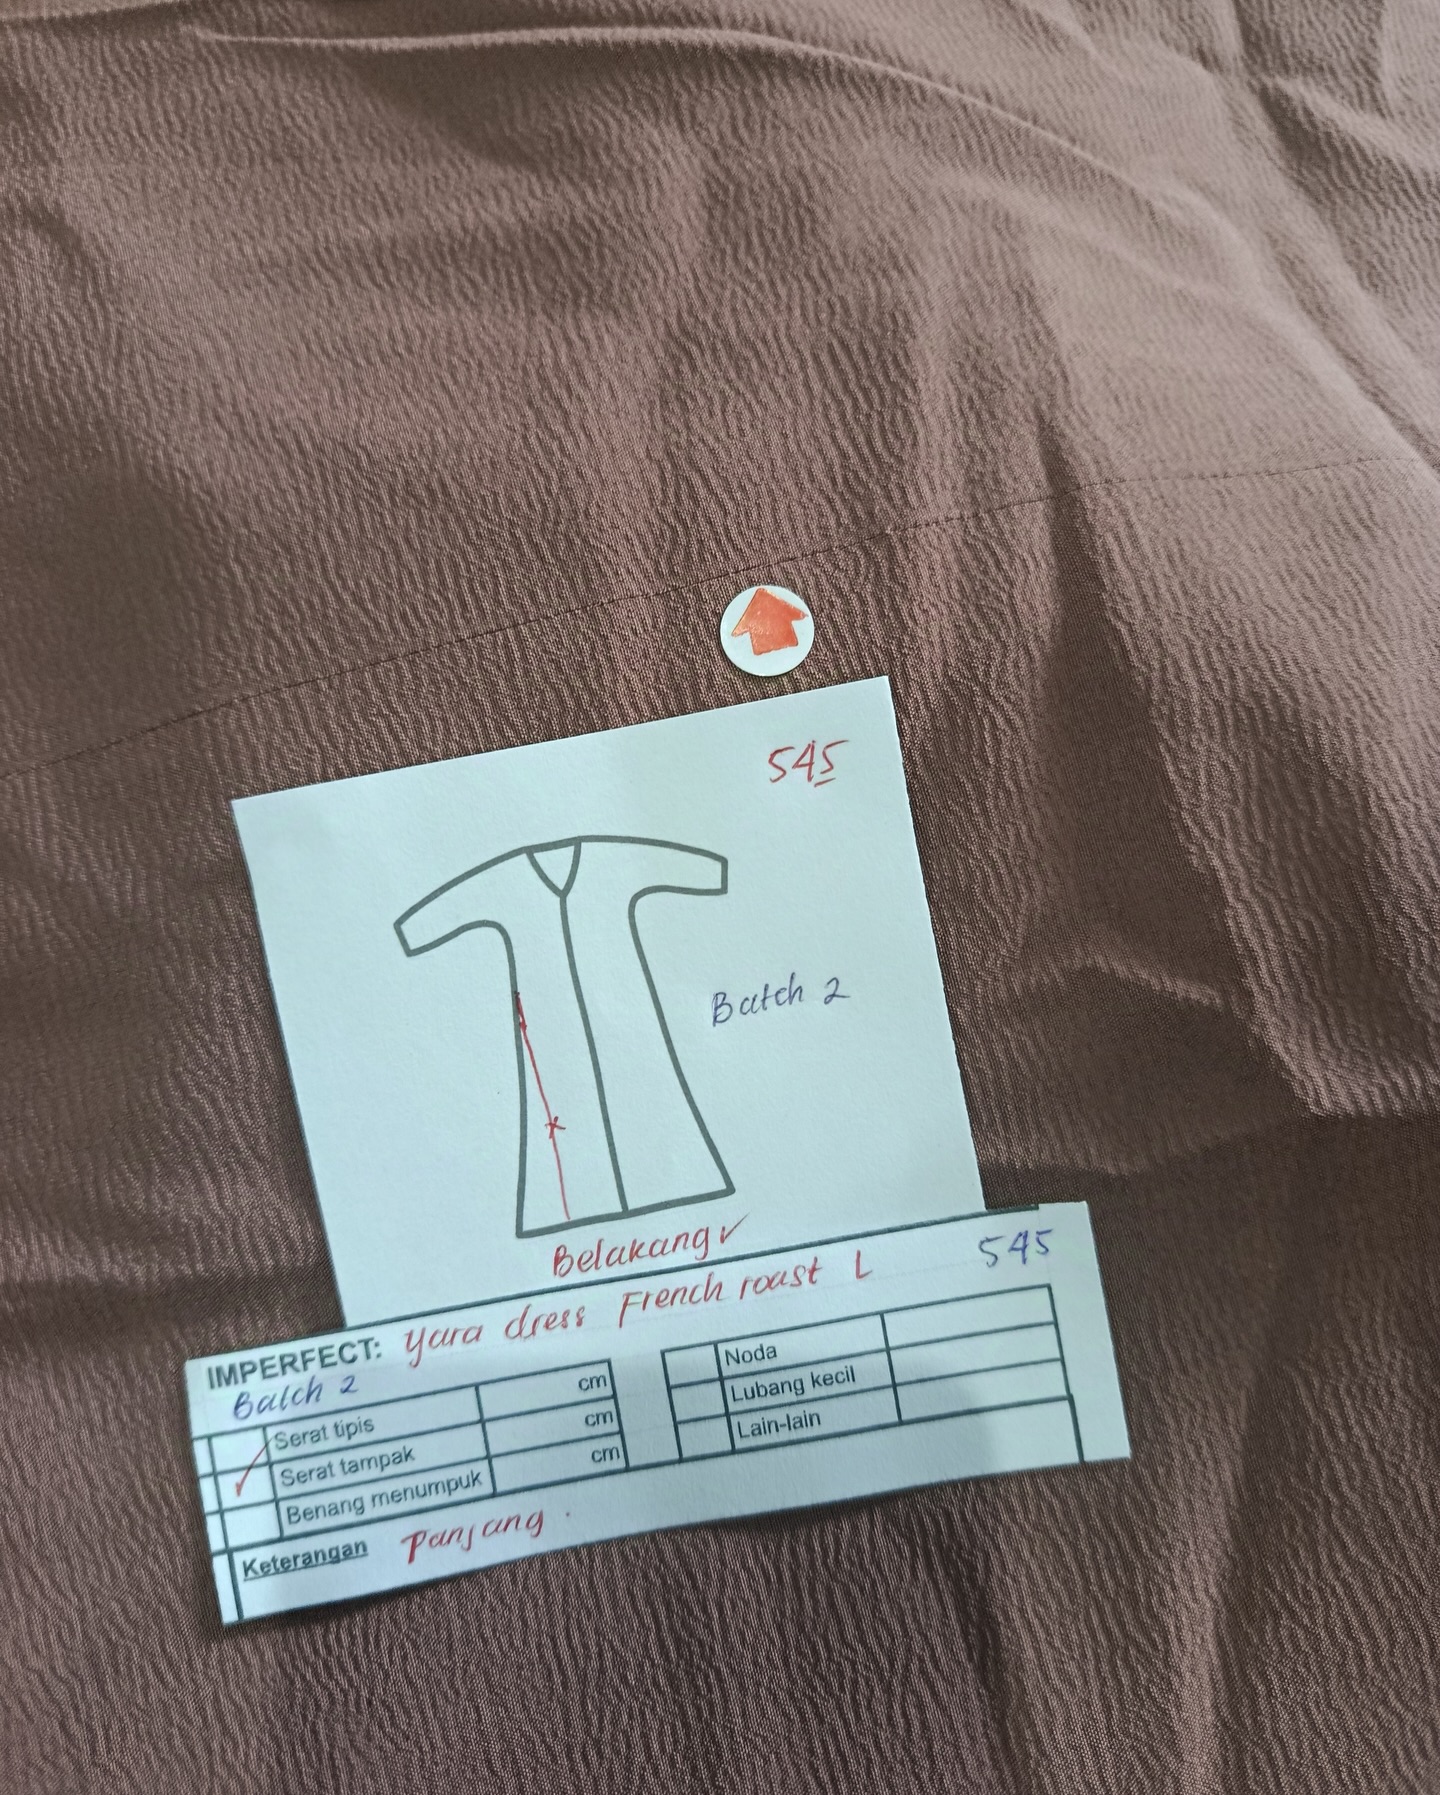 545
Batch 2
Belakang ✓
IMPERFECT: Yara dress French roast L 545
Batch 2
Serat tipis cm
✓ Serat tampak cm
Benang menumpuk cm
Noda
Lubang kecil
Lain-lain
Keterangan Panjang.